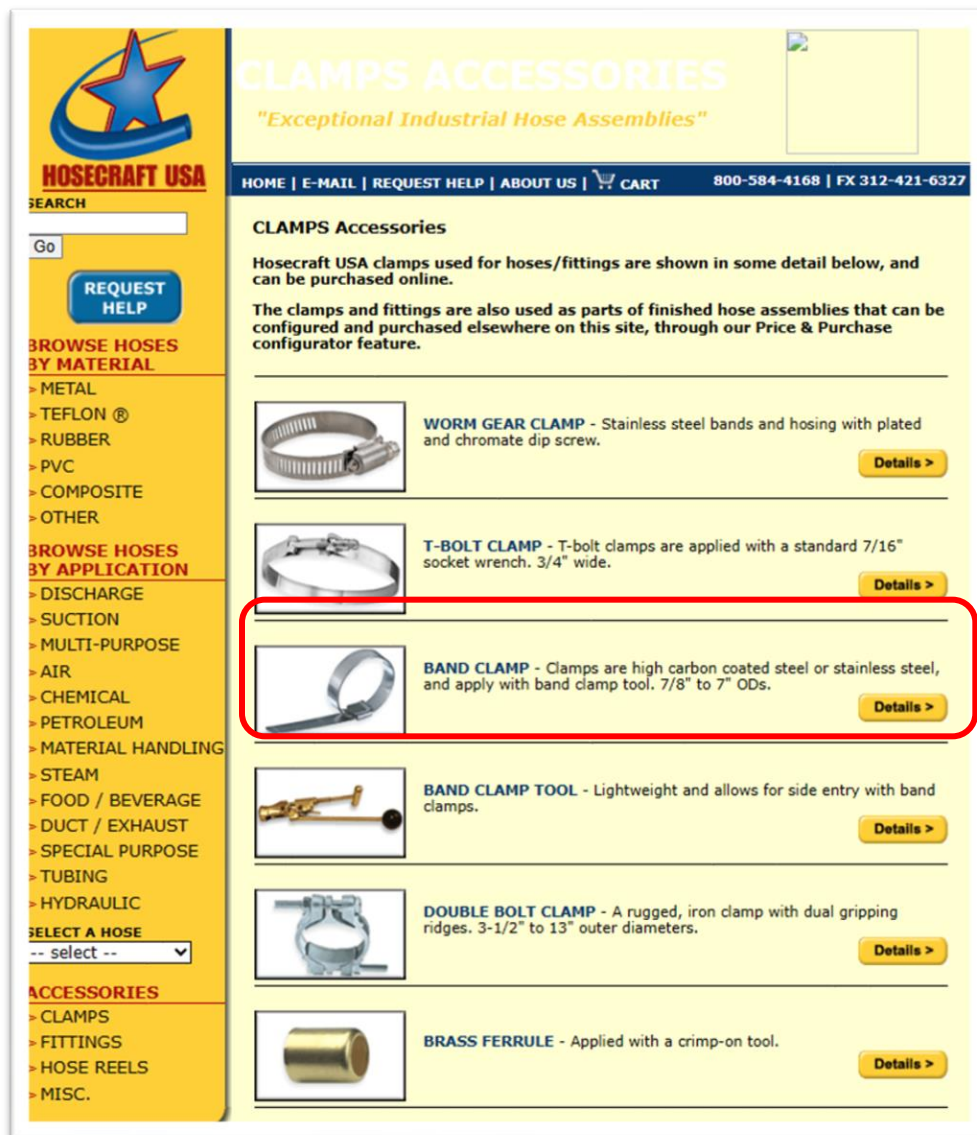 CLAMPS ACCESSORIES
"Exceptional Industrial Hose Assemblies"
HOSECRAFT USA
HOME | E-MAIL | REQUEST HELP | ABOUT US | CART
800-584-4168 | FX 312-421-6327
SEARCH
Go
REQUEST
HELP
BROWSE HOSES
BY MATERIAL
> METAL
> TEFLON ®
> RUBBER
> PVC
> COMPOSITE
> OTHER
BROWSE HOSES
BY APPLICATION
> DISCHARGE
> SUCTION
> MULTI-PURPOSE
> AIR
> CHEMICAL
> PETROLEUM
> MATERIAL HANDLING
> STEAM
> FOOD / BEVERAGE
> DUCT / EXHAUST
> SPECIAL PURPOSE
> TUBING
> HYDRAULIC
SELECT A HOSE
-- select --
ACCESSORIES
> CLAMPS
> FITTINGS
> HOSE REELS
> MISC.
CLAMPS Accessories
Hosecraft USA clamps used for hoses/fittings are shown in some detail below, and
can be purchased online.
The clamps and fittings are also used as parts of finished hose assemblies that can be
configured and purchased elsewhere on this site, through our Price & Purchase
configurator feature.
WORM GEAR CLAMP - Stainless steel bands and hosing with plated
and chromate dip screw.
Details >
T-BOLT CLAMP - T-bolt clamps are applied with a standard 7/16"
socket wrench. 3/4" wide.
Details >
BAND CLAMP - Clamps are high carbon coated steel or stainless steel,
and apply with band clamp tool. 7/8" to 7" ODs.
Details >
BAND CLAMP TOOL - Lightweight and allows for side entry with band
clamps.
Details >
DOUBLE BOLT CLAMP - A rugged, iron clamp with dual gripping
ridges. 3-1/2" to 13" outer diameters.
Details >
BRASS FERRULE - Applied with a crimp-on tool.
Details >